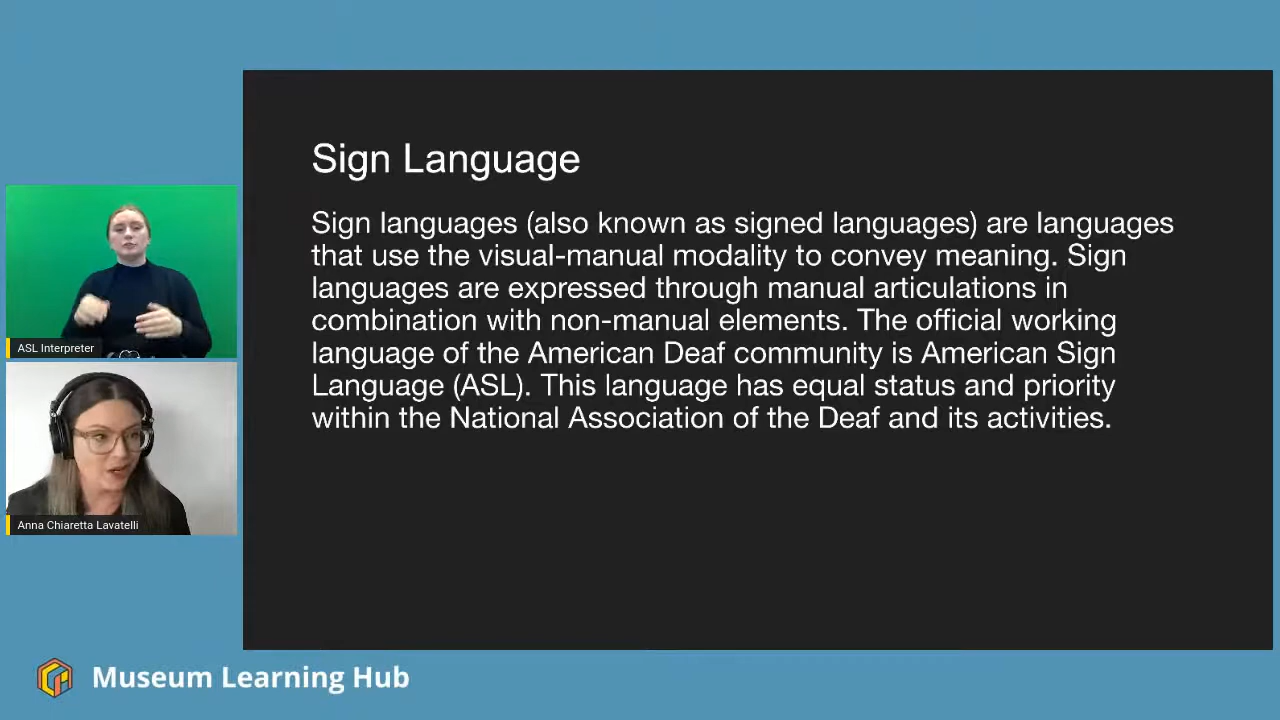 Sign Language
Sign languages (also known as signed languages) are languages
that use the visual-manual modality to convey meaning. Sign
languages are expressed through manual articulations in
combination with non-manual elements. The official working
language of the American Deaf community is American Sign
Language (ASL). This language has equal status and priority
within the National Association of the Deaf and its activities.
ASL Interpreter
Anna Chiaretta Lavatelli
Museum Learning Hub